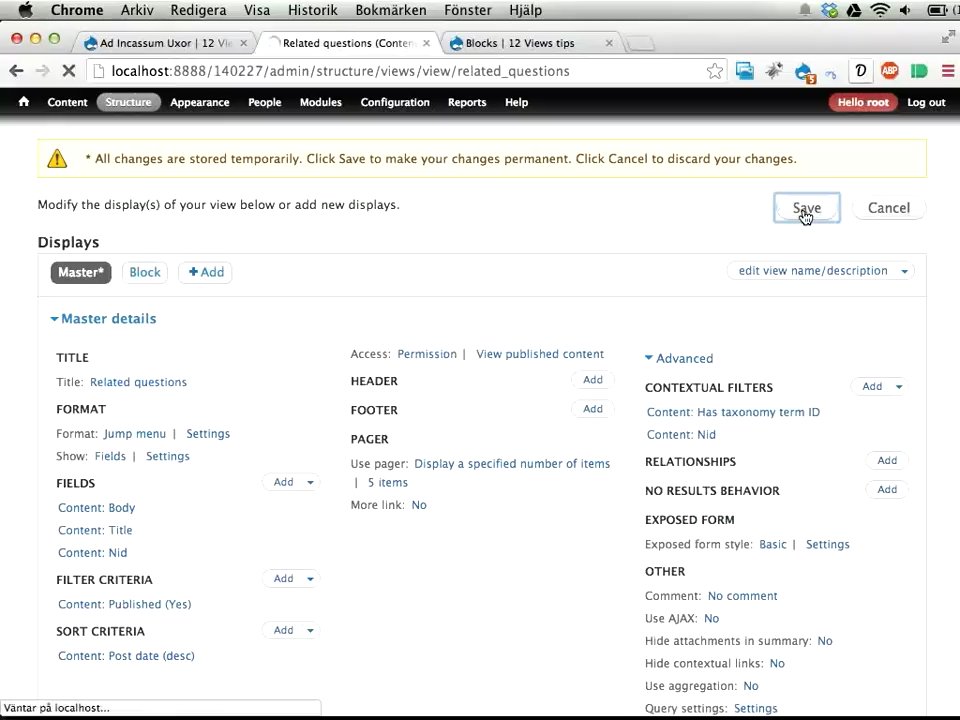 Chrome Arkiv Redigera Visa Historik Bokmärken Fönster Hjälp
Ad Incassum Uxor | 12 Vi
Related questions (Conten
Blocks | 12 Views tips
localhost:8888/140227/admin/structure/views/view/related_questions
5
D
ABP
Content Structure Appearance People Modules Configuration Reports Help Hello root Log out
* All changes are stored temporarily. Click Save to make your changes permanent. Click Cancel to discard your changes.
Modify the display(s) of your view below or add new displays.
Save Cancel
Displays
Master* Block + Add edit view name/description
Master details
TITLE
Title: Related questions
FORMAT
Format: Jump menu | Settings
Show: Fields | Settings
FIELDS Add
Content: Body
Content: Title
Content: Nid
FILTER CRITERIA Add
Content: Published (Yes)
SORT CRITERIA Add
Content: Post date (desc)
Access: Permission | View published content
HEADER Add
FOOTER Add
PAGER
Use pager: Display a specified number of items
| 5 items
More link: No
Advanced
CONTEXTUAL FILTERS Add
Content: Has taxonomy term ID
Content: Nid
RELATIONSHIPS Add
NO RESULTS BEHAVIOR Add
EXPOSED FORM
Exposed form style: Basic | Settings
OTHER
Comment: No comment
Use AJAX: No
Hide attachments in summary: No
Hide contextual links: No
Use aggregation: No
Query settings: Settings
Väntar på localhost...